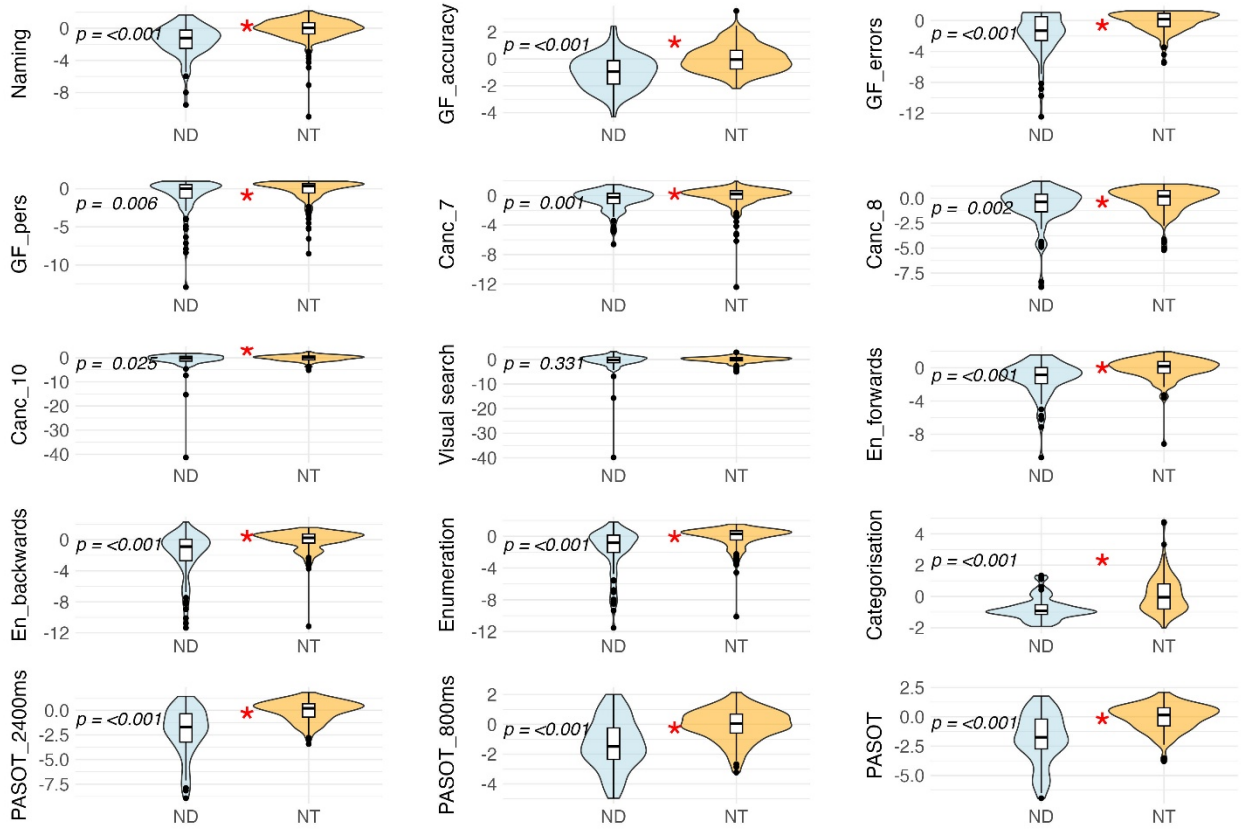 Naming
0
-4
-8
p = <0.001
*
ND
NT
GF_accuracy
2
0
-2
-4
p = <0.001
*
ND
NT
GF_errors
0
-4
-8
-12
p = <0.001
*
ND
NT
GF_pers
0
-5
-10
p = 0.006
*
ND
NT
Canc_7
0
-4
-8
-12
p = 0.001
*
ND
NT
Canc_8
0.0
-2.5
-5.0
-7.5
p = 0.002
*
ND
NT
Canc_10
0
-10
-20
-30
-40
p = 0.025
*
ND
NT
Visual search
0
-10
-20
-30
-40
p = 0.331
ND
NT
En_forwards
0
-4
-8
p = <0.001
*
ND
NT
En_backwards
0
-4
-8
-12
p = <0.001
*
ND
NT
Enumeration
0
-4
-8
-12
p = <0.001
*
ND
NT
Categorisation
4
2
0
-2
p = <0.001
*
ND
NT
PASOT_2400ms
0.0
-2.5
-5.0
-7.5
p = <0.001
*
ND
NT
PASOT_800ms
2
0
-2
-4
p = <0.001
*
ND
NT
PASOT
2.5
0.0
-2.5
-5.0
p = <0.001
*
ND
NT